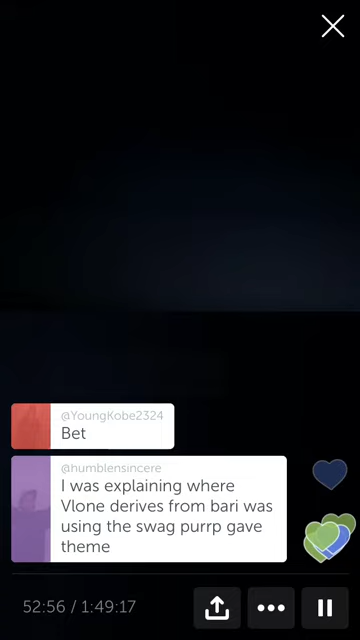 @YoungKobe2324
Bet
@humblensincere
I was explaining where
Vlone derives from bari was
using the swag purrp gave
theme
52:56 / 1:49:17